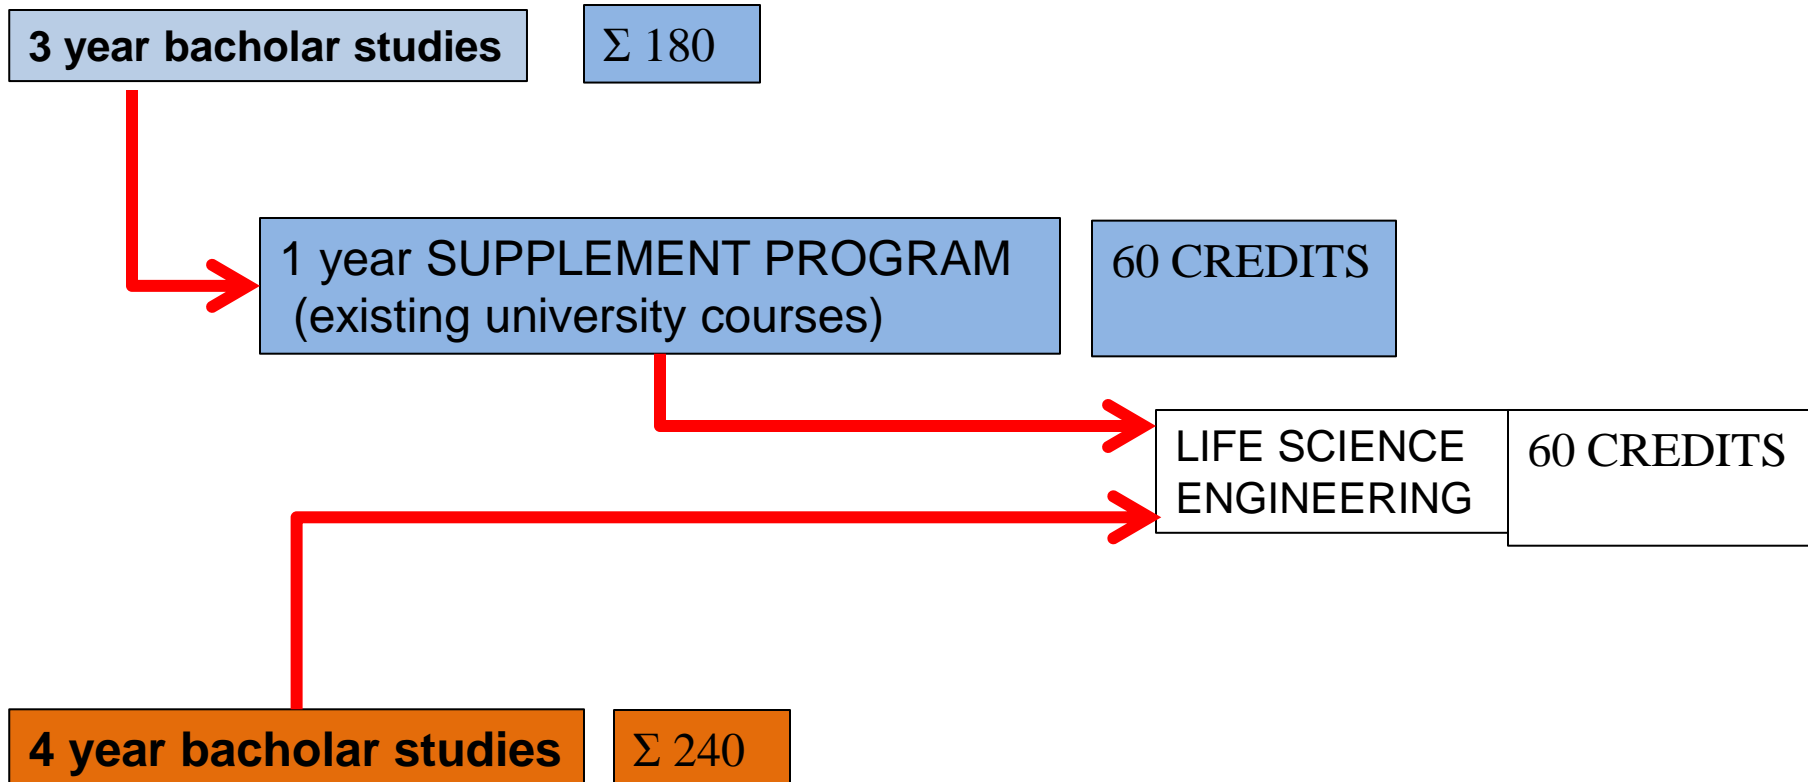 3 year bacholar studies
Σ 180
1 year SUPPLEMENT PROGRAM
(existing university courses)
60 CREDITS
LIFE SCIENCE
ENGINEERING
60 CREDITS
4 year bacholar studies
Σ 240